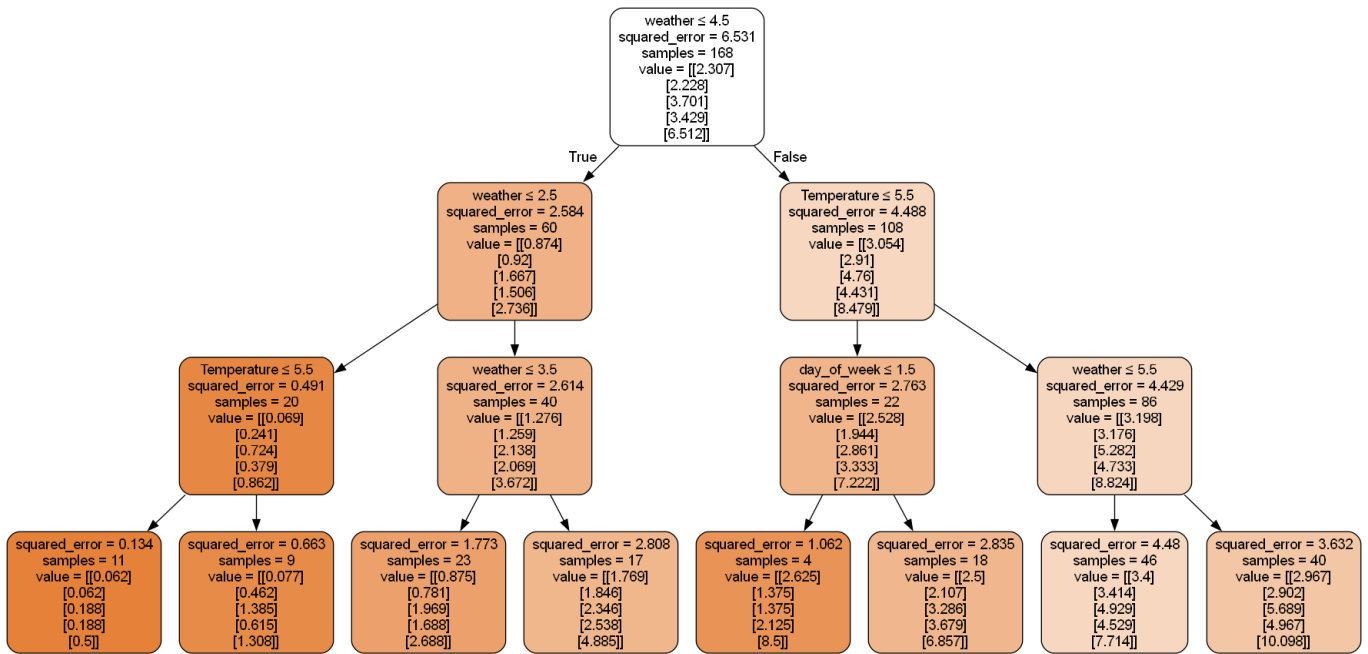 weather ≤ 4.5
squared_error = 6.531
samples = 168
value = [[2.307]
[2.228]
[3.701]
[3.429]
[6.512]]
True
False
weather ≤ 2.5
squared_error = 2.584
samples = 60
value = [[0.874]
[0.92]
[1.667]
[1.506]
[2.736]]
Temperature ≤ 5.5
squared_error = 4.488
samples = 108
value = [[3.054]
[2.91]
[4.76]
[4.431]
[8.479]]
Temperature ≤ 5.5
squared_error = 0.491
samples = 20
value = [[0.069]
[0.241]
[0.724]
[0.379]
[0.862]]
weather ≤ 3.5
squared_error = 2.614
samples = 40
value = [[1.276]
[1.259]
[2.138]
[2.069]
[3.672]]
day_of_week ≤ 1.5
squared_error = 2.763
samples = 22
value = [[2.528]
[1.944]
[2.861]
[3.333]
[7.222]]
weather ≤ 5.5
squared_error = 4.429
samples = 86
value = [[3.198]
[3.176]
[5.282]
[4.733]
[8.824]]
squared_error = 0.134
samples = 11
value = [[0.062]
[0.062]
[0.188]
[0.188]
[0.5]]
squared_error = 0.663
samples = 9
value = [[0.077]
[0.462]
[1.385]
[0.615]
[1.308]]
squared_error = 1.773
samples = 23
value = [[0.875]
[0.781]
[1.969]
[1.688]
[2.688]]
squared_error = 2.808
samples = 17
value = [[1.769]
[1.846]
[2.346]
[2.538]
[4.885]]
squared_error = 1.062
samples = 4
value = [[2.625]
[1.375]
[1.375]
[2.125]
[8.5]]
squared_error = 2.835
samples = 18
value = [[2.5]
[2.107]
[3.286]
[3.679]
[6.857]]
squared_error = 4.48
samples = 46
value = [[3.4]
[3.414]
[4.929]
[4.529]
[7.714]]
squared_error = 3.632
samples = 40
value = [[2.967]
[2.902]
[5.689]
[4.967]
[10.098]]